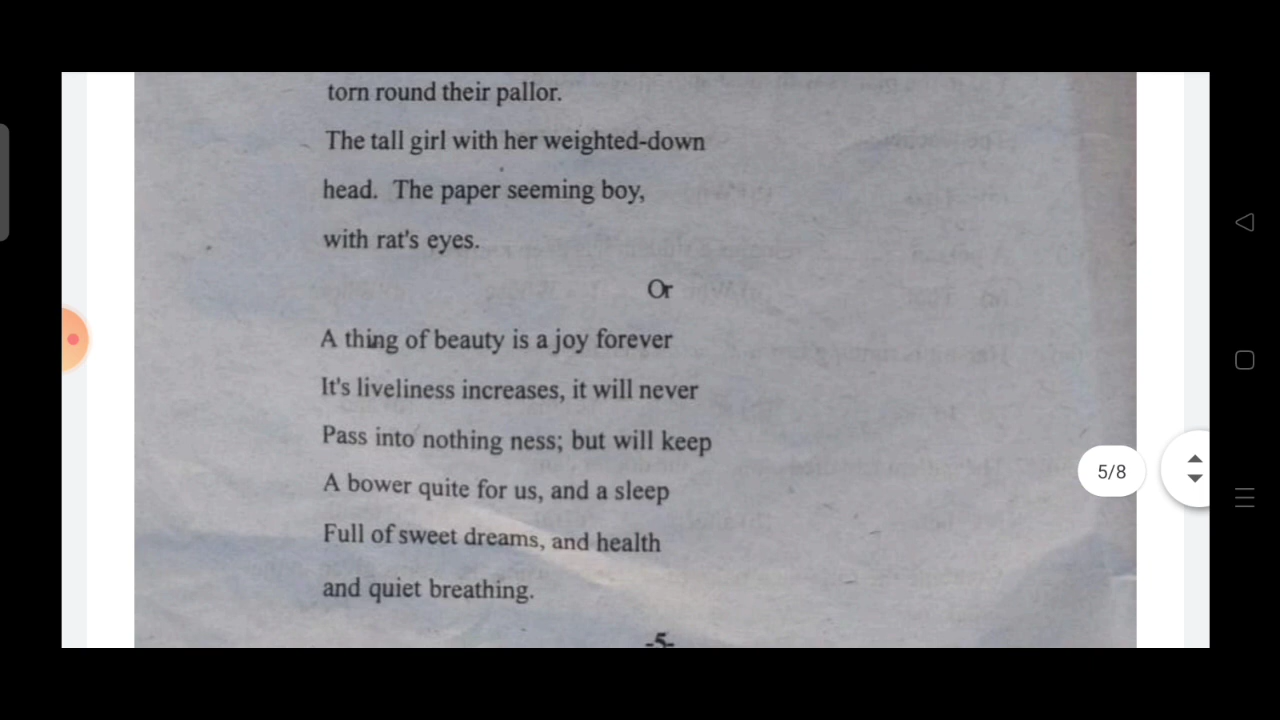 torn round their pallor.
The tall girl with her weighted-down
head. The paper seeming boy,
with rat's eyes.
Or
A thing of beauty is a joy forever
It's liveliness increases, it will never
Pass into nothing ness; but will keep
A bower quite for us, and a sleep
Full of sweet dreams, and health
and quiet breathing.
5/8
-5-